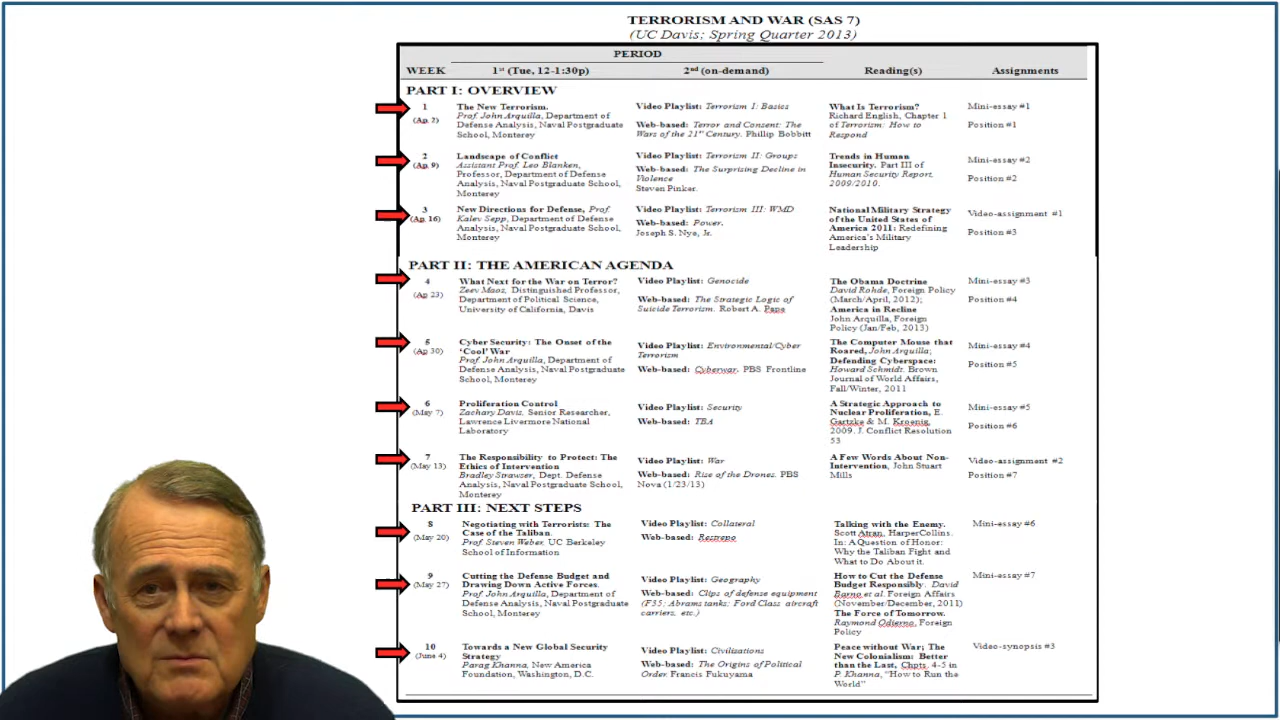 TERRORISM AND WAR (SAS 7)
(UC Davis; Spring Quarter 2013)
PERIOD
WEEK 1st (Tue, 12-1:30p) 2nd (on-demand) Reading(s) Assignments
PART I: OVERVIEW
1
(Ap. 2)
The New Terrorism.
Prof. John Arquilla, Department of
Defense Analysis, Naval Postgraduate
School, Monterey
Video Playlist: Terrorism I: Basics
Web-based: Terror and Consent: The
Wars of the 21st Century. Phillip Bobbitt
What Is Terrorism?
Richard English, Chapter 1
of Terrorism: How to
Respond
Mini-essay #1
Position #1
2
(Ap. 9)
Landscape of Conflict
Assistant Prof. Leo Blanken,
Professor, Department of Defense
Analysis, Naval Postgraduate School,
Monterey
Video Playlist: Terrorism II: Groups
Web-based: The Surprising Decline in
Violence
Steven Pinker.
Trends in Human
Insecurity. Part III of
Human Security Report,
2009/2010.
Mini-essay #2
Position #2
3
(Ap. 16)
New Directions for Defense, Prof.
Kalev Sepp, Department of Defense
Analysis, Naval Postgraduate School,
Monterey
Video Playlist: Terrorism III: WMD
Web-based: Power.
Joseph S. Nye, Jr.
National Military Strategy
of the United States of
America 2011: Redefining
America's Military
Leadership
Video-assignment #1
Position #3
PART II: THE AMERICAN AGENDA
4
(Ap 23)
What Next for the War on Terror?
Zeev Maoz, Distinguished Professor,
Department of Political Science,
University of California, Davis
Video Playlist: Genocide
Web-based: The Strategic Logic of
Suicide Terrorism. Robert A. Pape
The Obama Doctrine
David Rohde, Foreign Policy
(March/April, 2012);
America in Recline
John Arquilla, Foreign
Policy (Jan/Feb, 2013)
Mini-essay #3
Position #4
5
(Ap 30)
Cyber Security: The Onset of the
'Cool' War
Prof. John Arquilla, Department of
Defense Analysis, Naval Postgraduate
School, Monterey
Video Playlist: Environmental/Cyber
Terrorism
Web-based: Cyberwar. PBS Frontline
The Computer Mouse that
Roared, John Arquilla;
Defending Cyberspace:
Howard Schmidt. Brown
Journal of World Affairs,
Fall/Winter, 2011
Mini-essay #4
Position #5
6
(May 7)
Proliferation Control
Zachary Davis, Senior Researcher,
Lawrence Livermore National
Laboratory
Video Playlist: Security
Web-based: TBA
A Strategic Approach to
Nuclear Proliferation, E.
Gartzke & M. Kroenig,
2009. J. Conflict Resolution
53
Mini-essay #5
Position #6
7
(May 13)
The Responsibility to Protect: The
Ethics of Intervention
Bradley Strawser, Dept. Defense
Analysis, Naval Postgraduate School,
Monterey
Video Playlist: War
Web-based: Rise of the Drones. PBS
Nova (1/23/13)
A Few Words About Non-
Intervention, John Stuart
Mills
Video-assignment #2
Position #7
PART III: NEXT STEPS
8
(May 20)
Negotiating with Terrorists: The
Case of the Taliban.
Prof. Steven Weber. UC Berkeley
School of Information
Video Playlist: Collateral
Web-based: Restrepo
Talking with the Enemy.
Scott Atran, HarperCollins.
In: A Question of Honor:
Why the Taliban Fight and
What to Do About it.
Mini-essay #6
9
(May 27)
Cutting the Defense Budget and
Drawing Down Active Forces.
Prof. John Arquilla, Department of
Defense Analysis, Naval Postgraduate
School, Monterey
Video Playlist: Geography
Web-based: Clips of defense equipment
(F35; Abrams tanks; Ford Class aircraft
carriers, etc.)
How to Cut the Defense
Budget Responsibly. David
Barno et al. Foreign Affairs
(November/December, 2011)
The Force of Tomorrow.
Raymond Odierno, Foreign
Policy
Mini-essay #7
10
(June 4)
Towards a New Global Security
Strategy
Parag Khanna, New America
Foundation, Washington, D.C.
Video Playlist: Civilizations
Web-based: The Origins of Political
Order. Francis Fukuyama
Peace without War; The
New Colonialism: Better
than the Last, Chpts. 4-5 in
P. Khanna, "How to Run the
World"
Video-synopsis #3